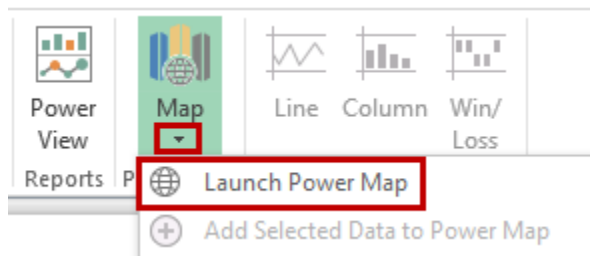 Power
View
Map
Line
Column
Win/
Loss
Reports
P
Launch Power Map
Add Selected Data to Power Map